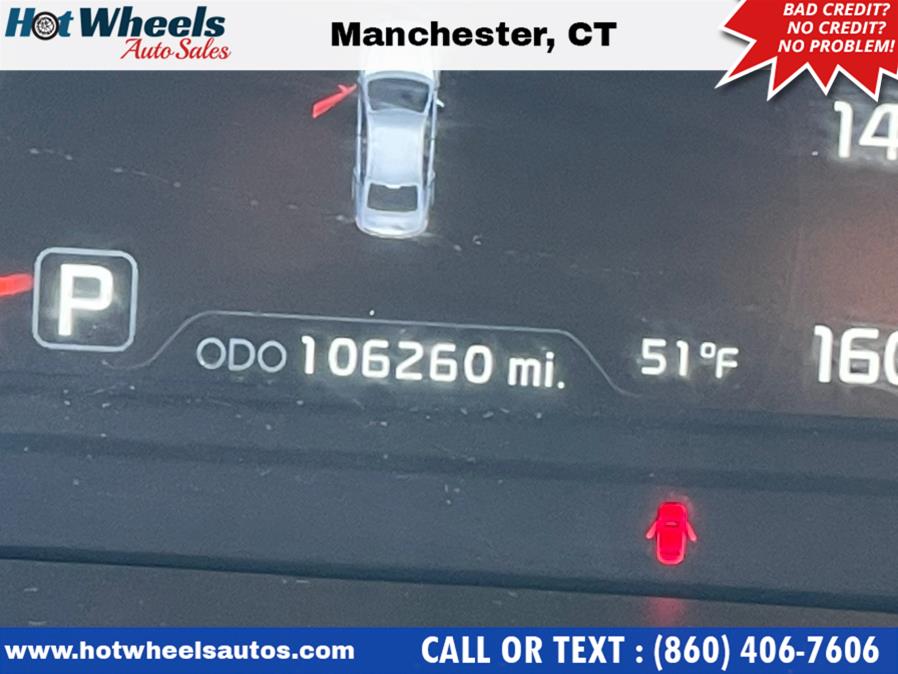 Hot Wheels
Auto Sales
Manchester, CT
BAD CREDIT?
NO CREDIT?
NO PROBLEM!
14
P
ODO 106260 mi.
51°F
160
www.hotwheelsautos.com
CALL OR TEXT : (860) 406-7606